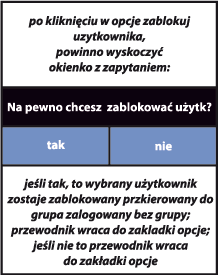 po kliknięciu w opcje zablokuj
uzytkownika,
powinno wyskoczyć
okienko z zapytaniem:
Na pewno chcesz zablokować użytk?
tak
nie
jeśli tak, to wybrany użytkownik
zostaje zablokowany przkierowany do
grupa zalogowany bez grupy;
przewodnik wraca do zakladki opcje;
jeśli nie to przewodnik wraca
do zakładki opcje